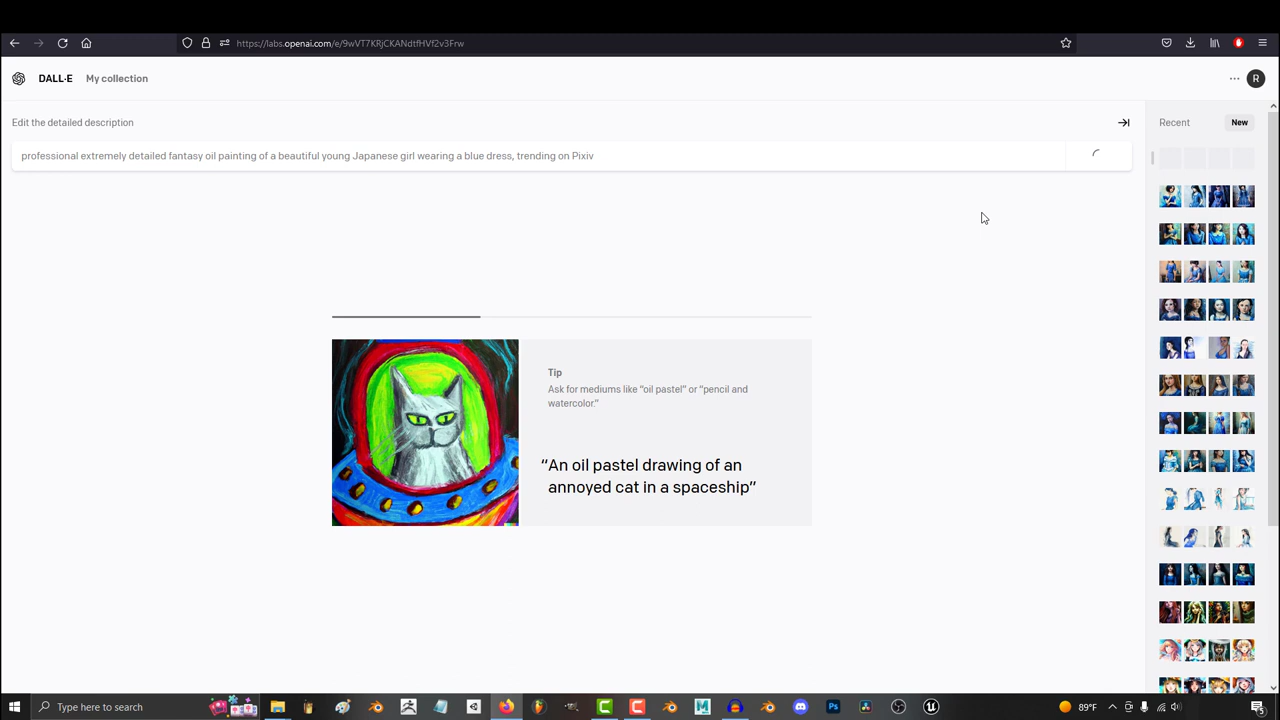 https://labs.openai.com/e/9wVT7KRjCKANdtfHVf2v3Frw
DALL·E
My collection
R
Edit the detailed description
Recent
New
professional extremely detailed fantasy oil painting of a beautiful young Japanese girl wearing a blue dress, trending on Pixiv
Tip
Ask for mediums like “oil pastel” or “pencil and
watercolor.”
“An oil pastel drawing of an
annoyed cat in a spaceship”
Type here to search
89°F